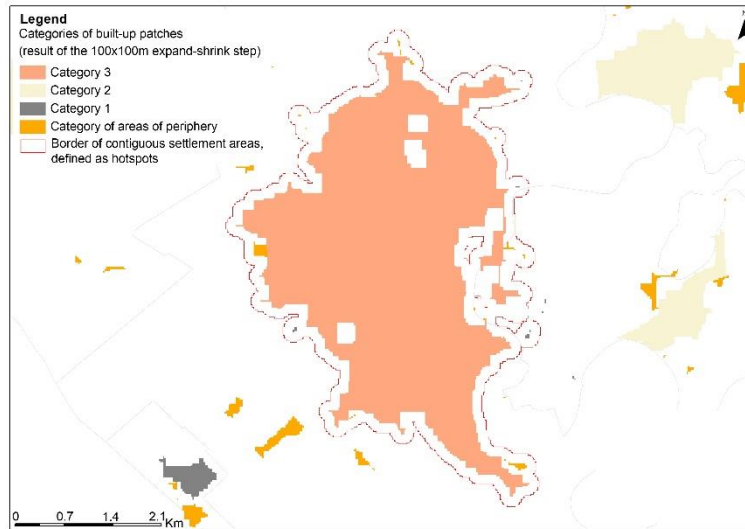 Legend
Categories of built-up patches
(result of the 100x100m expand-shrink step)
Category 3
Category 2
Category 1
Category of areas of periphery
Border of contiguous settlement areas,
defined as hotspots
0 0.7 1.4 2.1
Km